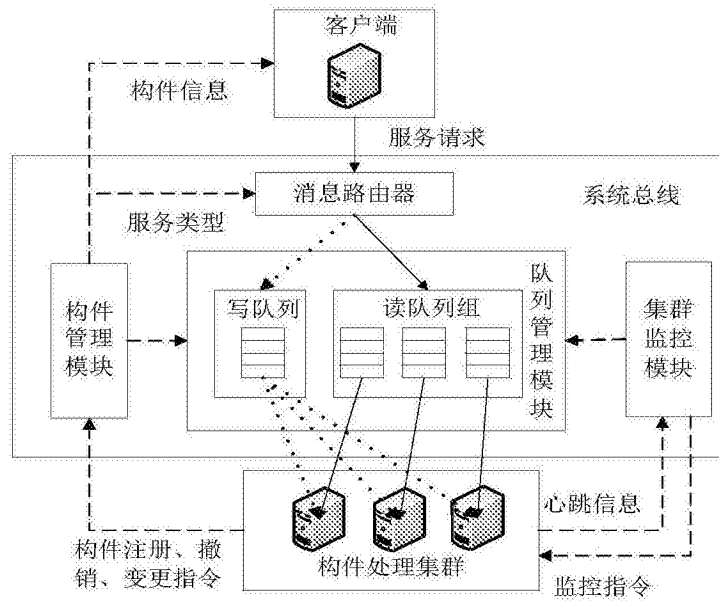 客户端
构件信息
服务请求
消息路由器
系统总线
服务类型
构件
管理
模块
写队列
读队列组
队
列
管
理
模
块
集群
监控
模块
心跳信息
构件注册、撤
销、变更指令
构件处理集群
监控指令